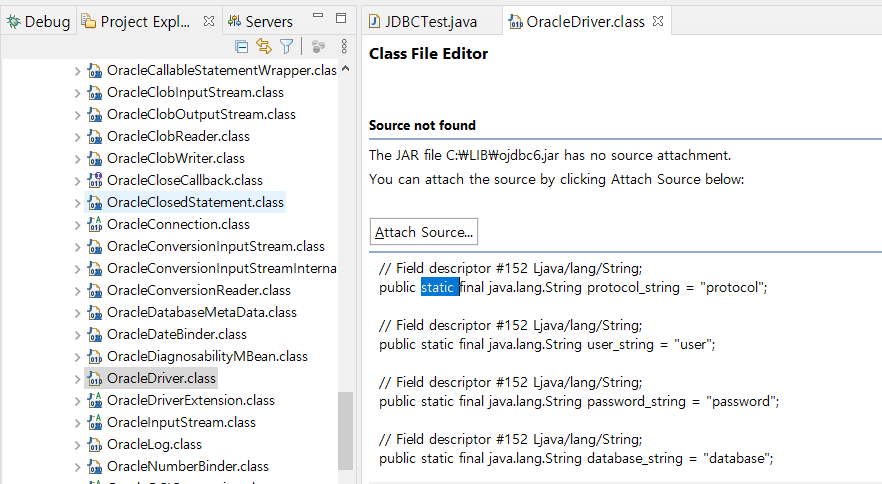 Debug
Project Expl...
Servers
OracleCallableStatementWrapper.clas
OracleClobInputStream.class
OracleClobOutputStream.class
OracleClobReader.class
OracleClobWriter.class
OracleCloseCallback.class
OracleClosedStatement.class
OracleConnection.class
OracleConversionInputStream.class
OracleConversionInputStreamInterna
OracleConversionReader.class
OracleDatabaseMetaData.class
OracleDateBinder.class
OracleDiagnosabilityMBean.class
OracleDriver.class
OracleDriverExtension.class
OracleInputStream.class
OracleLog.class
OracleNumberBinder.class
JDBCTest.java
OracleDriver.class
Class File Editor
Source not found
The JAR file C:₩LIB₩ojdbc6.jar has no source attachment.
You can attach the source by clicking Attach Source below:
Attach Source...
// Field descriptor #152 Ljava/lang/String;
public static final java.lang.String protocol_string = "protocol";
// Field descriptor #152 Ljava/lang/String;
public static final java.lang.String user_string = "user";
// Field descriptor #152 Ljava/lang/String;
public static final java.lang.String password_string = "password";
// Field descriptor #152 Ljava/lang/String;
public static final java.lang.String database_string = "database";